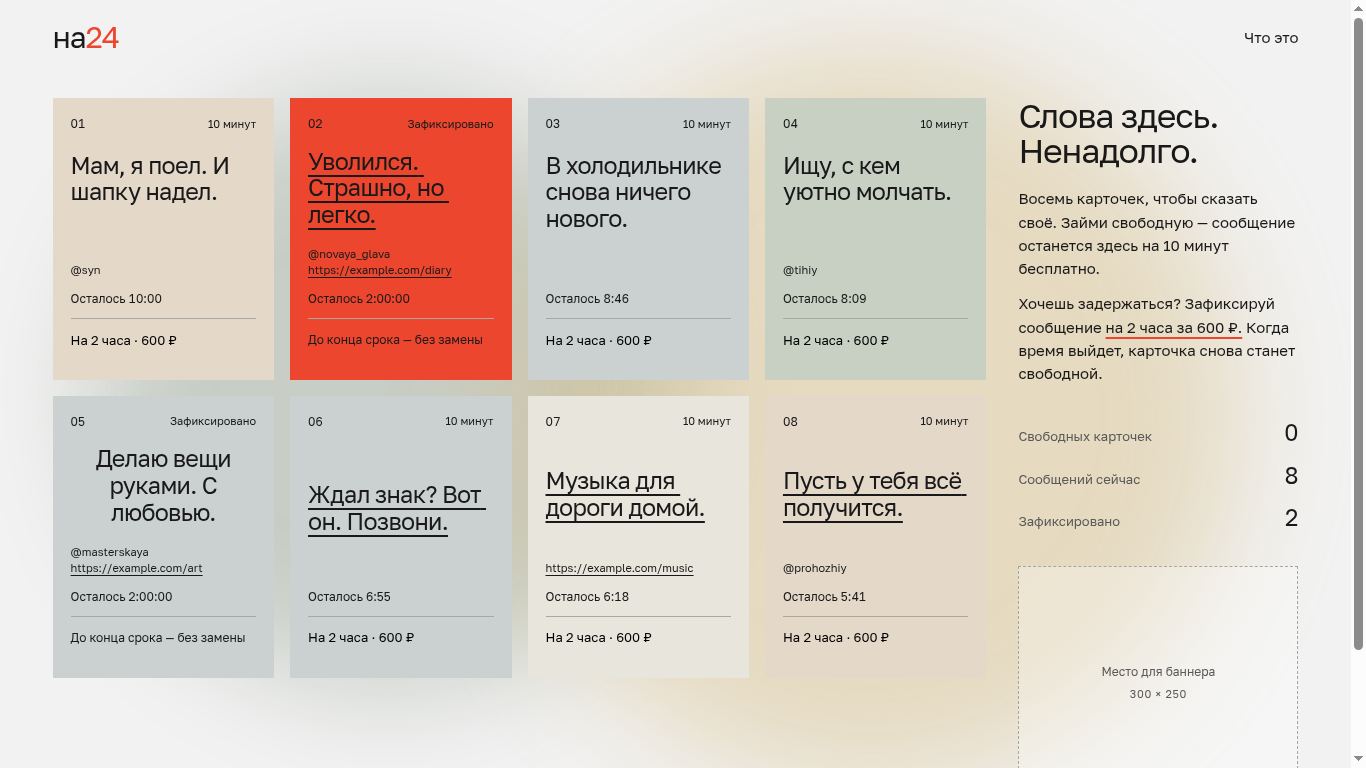 на24
Что это
01
10 минут
Мам, я поел. И
шапку надел.
@syn
Осталось 10:00
На 2 часа · 600 ₽
02
Зафиксировано
Уволился.
Страшно, но
легко.
@novaya_glava
https://example.com/diary
Осталось 2:00:00
До конца срока — без замены
03
10 минут
В холодильнике
снова ничего
нового.
Осталось 8:46
На 2 часа · 600 ₽
04
10 минут
Ищу, с кем
уютно молчать.
@tihiy
Осталось 8:09
На 2 часа · 600 ₽
05
Зафиксировано
Делаю вещи
руками. С
любовью.
@masterskaya
https://example.com/art
Осталось 2:00:00
До конца срока — без замены
06
10 минут
Ждал знак? Вот
он. Позвони.
Осталось 6:55
На 2 часа · 600 ₽
07
10 минут
Музыка для
дороги домой.
https://example.com/music
Осталось 6:18
На 2 часа · 600 ₽
08
10 минут
Пусть у тебя всё
получится.
@prohozhiy
Осталось 5:41
На 2 часа · 600 ₽
Слова здесь.
Ненадолго.
Восемь карточек, чтобы сказать
своё. Займи свободную — сообщение
останется здесь на 10 минут
бесплатно.
Хочешь задержаться? Зафиксируй
сообщение на 2 часа за 600 ₽. Когда
время выйдет, карточка снова станет
свободной.
Свободных карточек 0
Сообщений сейчас 8
Зафиксировано 2
Место для баннера
300 × 250